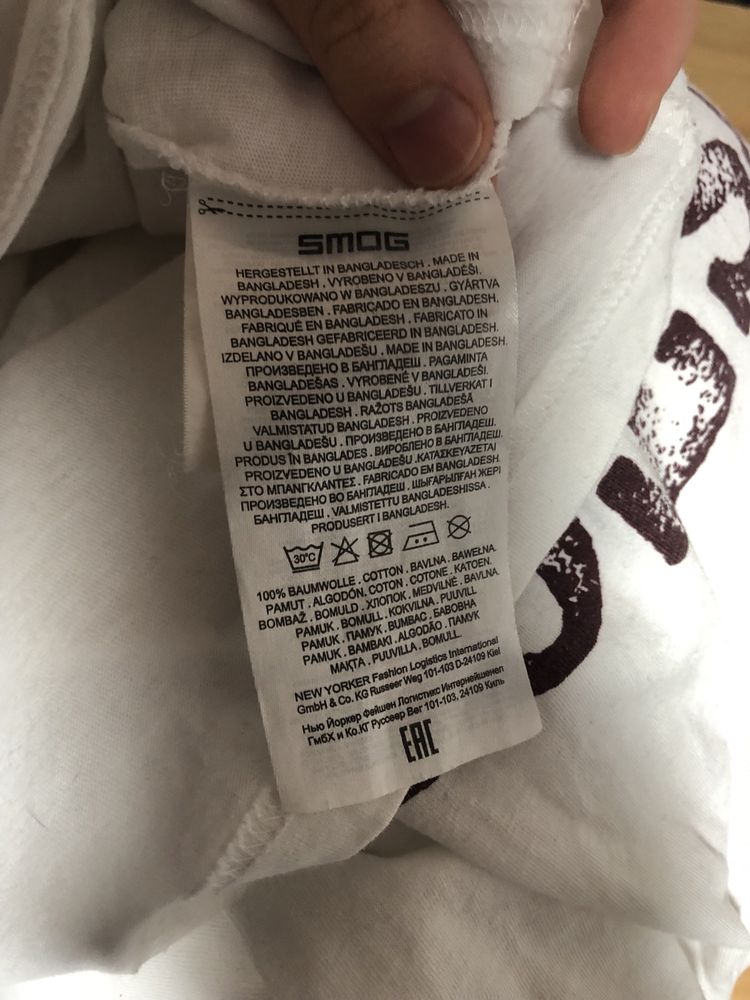 SMOG
HERGESTELLT IN BANGLADESCH . MADE IN
BANGLADESH . VYROBENO V BANGLADÉŠI.
WYPRODUKOWANO W BANGLADESZU . GYÁRTVA
BANGLADESBEN . FABRICADO EN BANGLADESH.
FABRIQUÉ EN BANGLADESH . FABRICATO IN
BANGLADESH GEFABRICEERD IN BANGLADESH.
IZDELANO V BANGLADEŠU . MADE IN BANGLADESH.
ПРОИЗВЕДЕНО В БАНГЛАДЕШ . PAGAMINTA
BANGLADEŠAS . VYROBENÉ V BANGLADÉŠI.
PROIZVEDENO U BANGLADEŠU . TILLVERKAT I
BANGLADESH . RAŽOTS BANGLADEŠĀ
VALMISTATUD BANGLADESH . PROIZVEDENO
U BANGLADEŠU . ПРОИЗВЕДЕНО В БАНГЛАДЕШ.
PRODUS ÎN BANGLADES . ВИРОБЛЕНО В БАНГЛАДЕШ.
PROIZVEDENO U BANGLADEŠU .ΚΑΤΑΣΚΕΥΑΖΕΤΑΙ
ΣΤΟ ΜΠΑΝΓΚΛΑΝΤΕΣ . FABRICADO EM BANGLADESH.
ПРОИЗВЕДЕНО ВО БАНГЛАДЕШ . ШЫҒАРЫЛҒАН ЖЕРІ
БАНГЛАДЕШ . VALMISTETTU BANGLADESHISSA .
PRODUSERT I BANGLADESH.
30°C
100% BAUMWOLLE . COTTON . BAVLNA . BAWEŁNA.
PAMUT . ALGODÓN . COTON . COTONE . KATOEN.
BOMBAŽ . BOMULD . ХЛОПОК . MEDVILNĖ . BAVLNA.
PAMUK . BOMULL . KOKVILNA . PUUVILL
PAMUK . ПАМУК . BUMBAC . БАВОВНА
PAMUK . BAMBAKI . ALGODÃO . ПАМУК
МАҚТА . PUUVILLA . BOMULL.
NEW YORKER Fashion Logistics International
GmbH & Co. KG Russeer Weg 101-103 D-24109 Kiel
Нью Йоркер Фейшен Логистикс Интернейшенел
ГмбХ и Ко.КГ Руссеер Вег 101-103, 24109 Киль
EAC